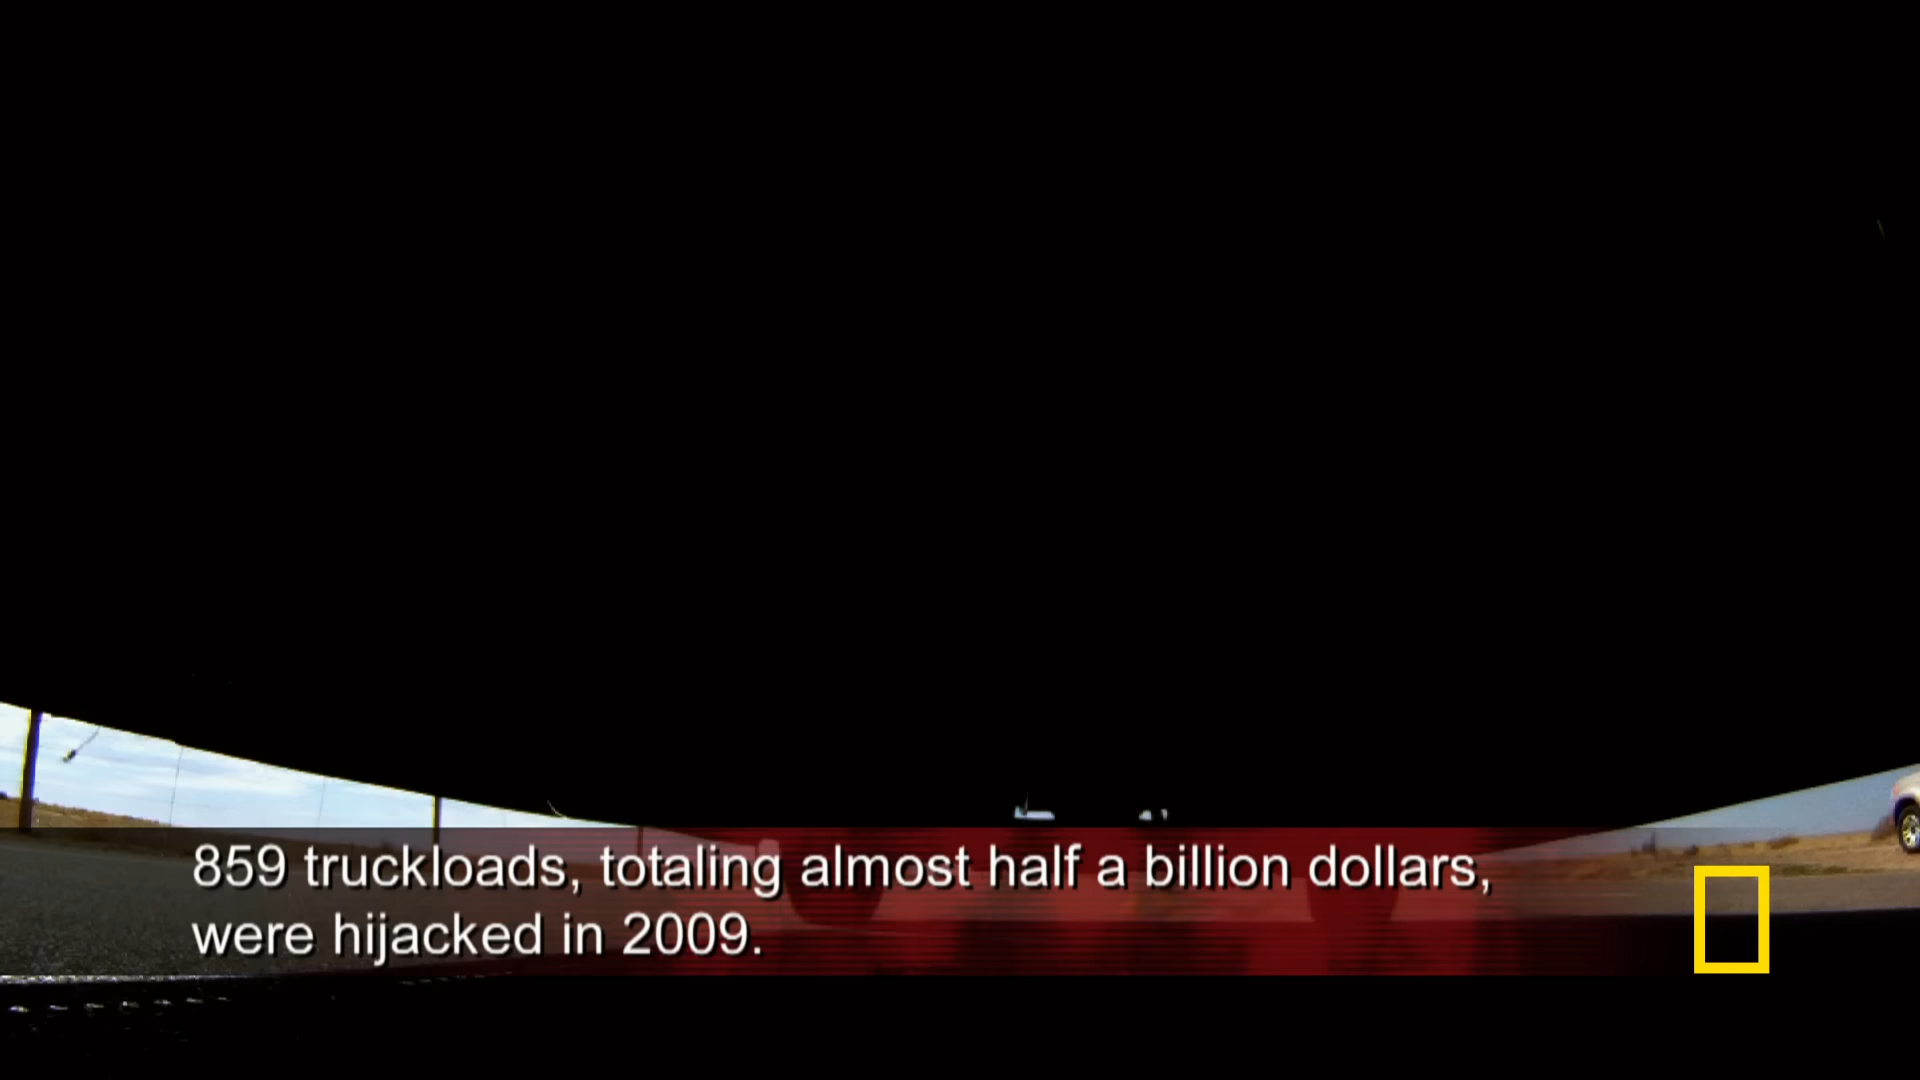 859 truckloads, totaling almost half a billion dollars,
were hijacked in 2009.